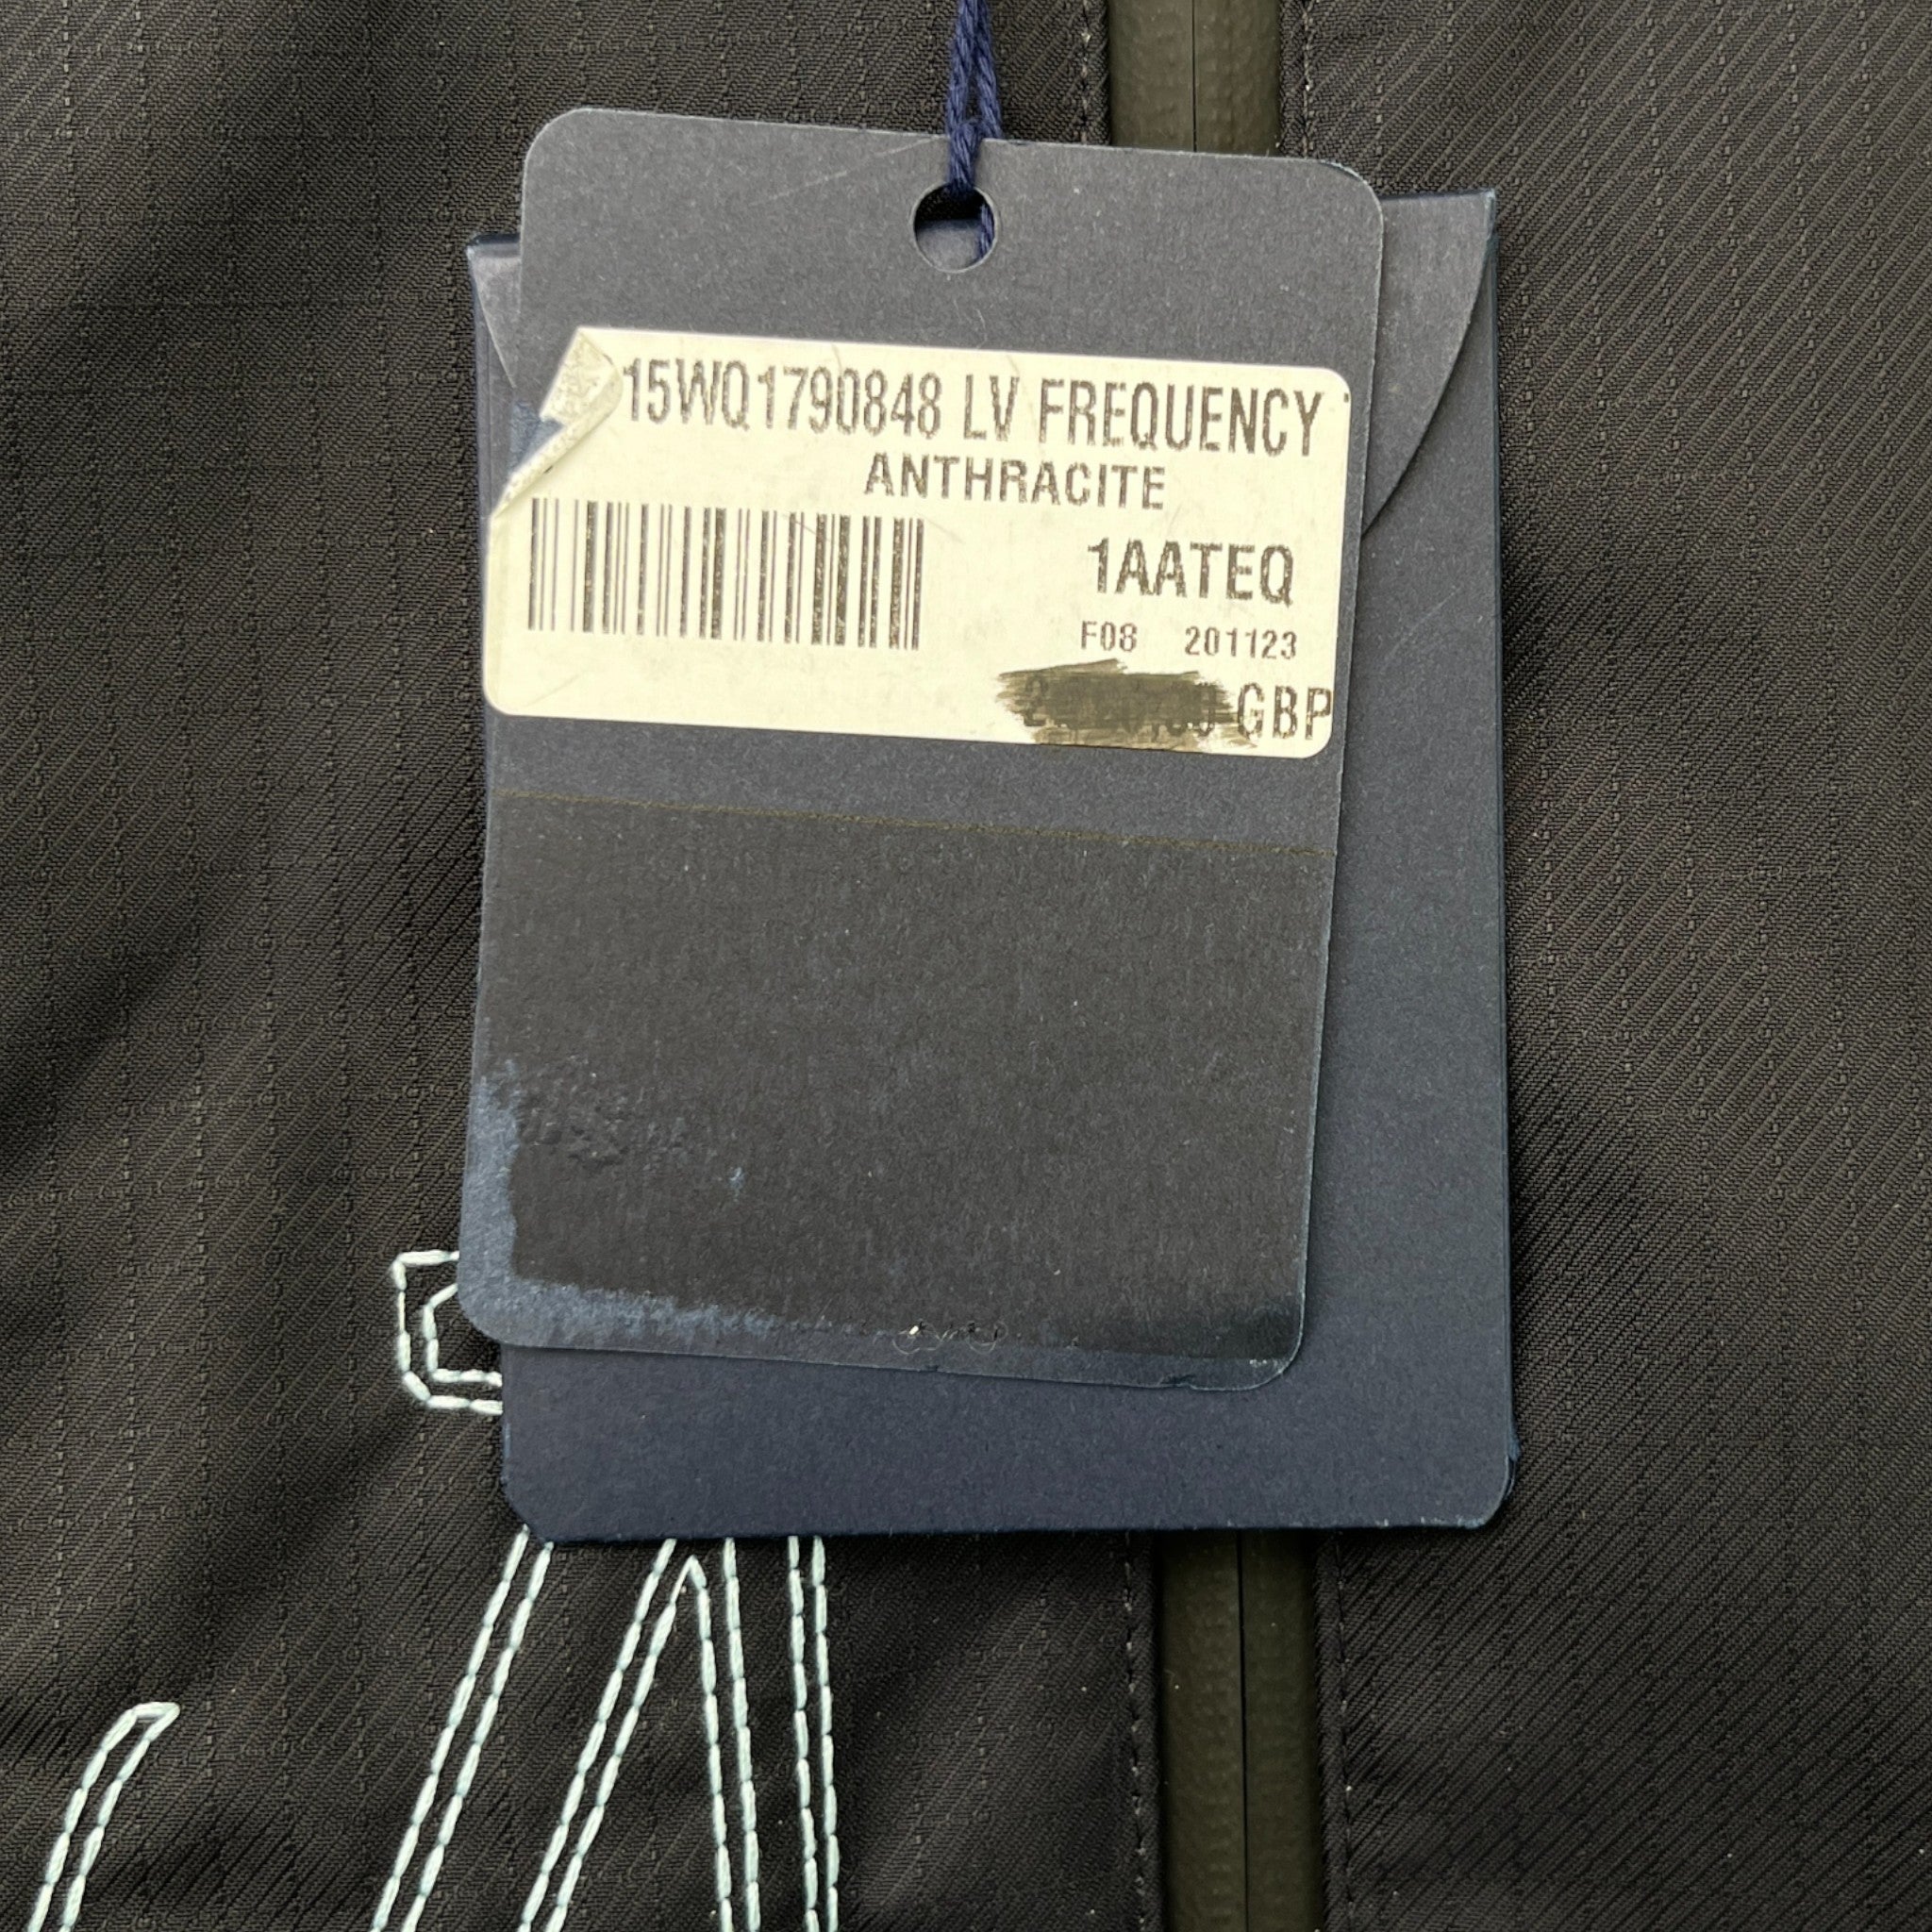 15WQ1790848 LV FREQUENCY
ANTHRACITE
1AATEQ
F08 201123
GBP